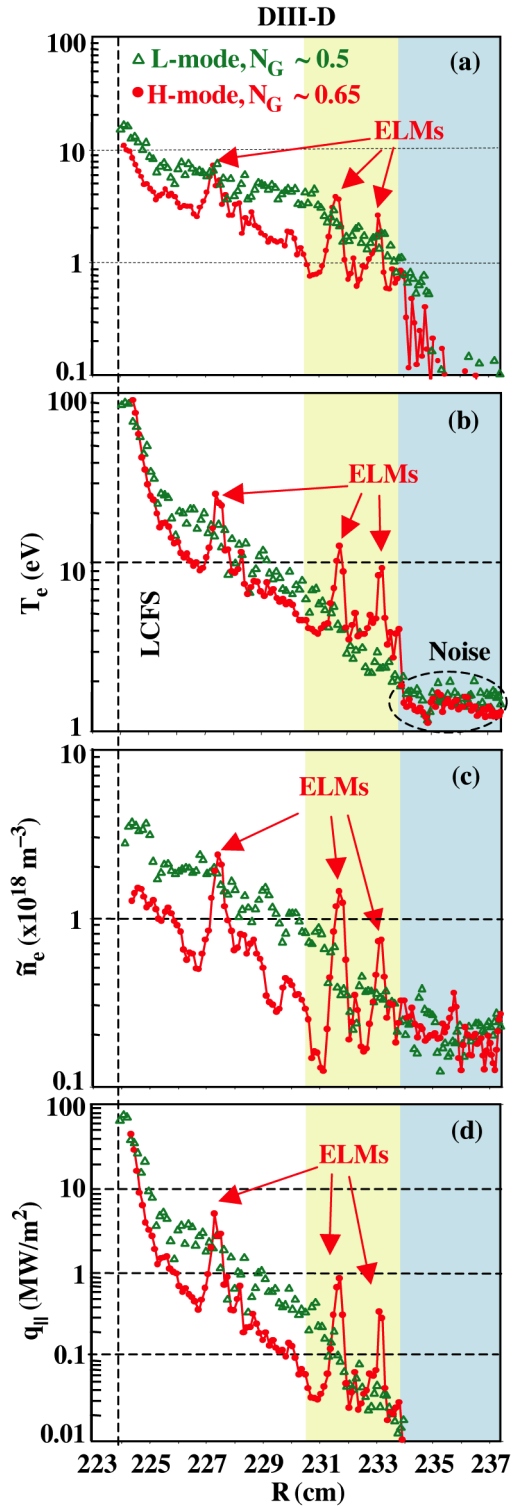 DIII-D
100
10
1
0.1
(a)
L-mode, N_G ~ 0.5
H-mode, N_G ~ 0.65
ELMs
100
10
1
T_e (eV)
(b)
ELMs
LCFS
Noise
10
1
0.1
ñ_e (x10^18 m^−3)
(c)
ELMs
100
10
1
0.1
0.01
q_|| (MW/m^2)
(d)
ELMs
223 225 227 229 231 233 235 237
R (cm)